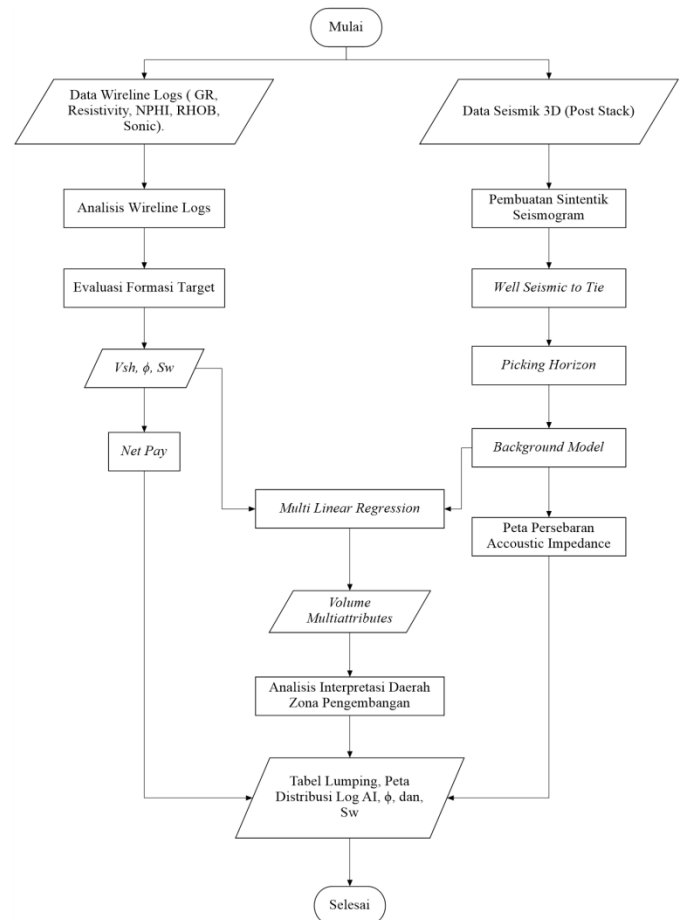 Mulai
Data Wireline Logs ( GR,
Resistivity, NPHI, RHOB,
Sonic).
Data Seismik 3D (Post Stack)
Analisis Wireline Logs
Pembuatan Sintentik
Seismogram
Evaluasi Formasi Target
Well Seismic to Tie
Vsh, ϕ, Sw
Picking Horizon
Net Pay
Background Model
Multi Linear Regression
Peta Persebaran
Accoustic Impedance
Volume
Multiattributes
Analisis Interpretasi Daerah
Zona Pengembangan
Tabel Lumping, Peta
Distribusi Log AI, ϕ, dan,
Sw
Selesai